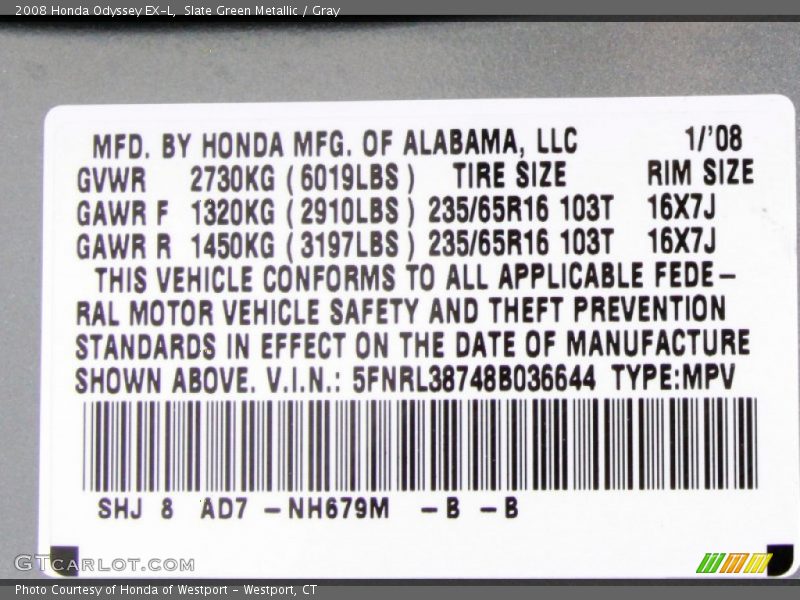 2008 Honda Odyssey EX-L, Slate Green Metallic / Gray
MFD. BY HONDA MFG. OF ALABAMA, LLC 1/'08
GVWR 2730KG (6019LBS) TIRE SIZE RIM SIZE
GAWR F 1320KG (2910LBS) 235/65R16 103T 16X7J
GAWR R 1450KG (3197LBS) 235/65R16 103T 16X7J
THIS VEHICLE CONFORMS TO ALL APPLICABLE FEDE-
RAL MOTOR VEHICLE SAFETY AND THEFT PREVENTION
STANDARDS IN EFFECT ON THE DATE OF MANUFACTURE
SHOWN ABOVE. V.I.N.: 5FNRL38748B036644 TYPE:MPV
SHJ 8 AD7 -NH679M -B -B
GTCARLOT.COM
Photo Courtesy of Honda of Westport - Westport, CT